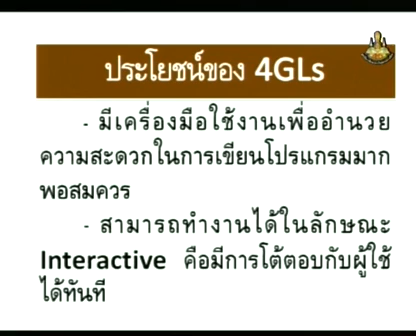 ประโยชน์ของ 4GLs
- มีเครื่องมือใช้งานเพื่ออำนวย
ความสะดวกในการเขียนโปรแกรมมาก
พอสมควร
- สามารถทำงานได้ในลักษณะ
Interactive คือมีการโต้ตอบกับผู้ใช้
ได้ทันที